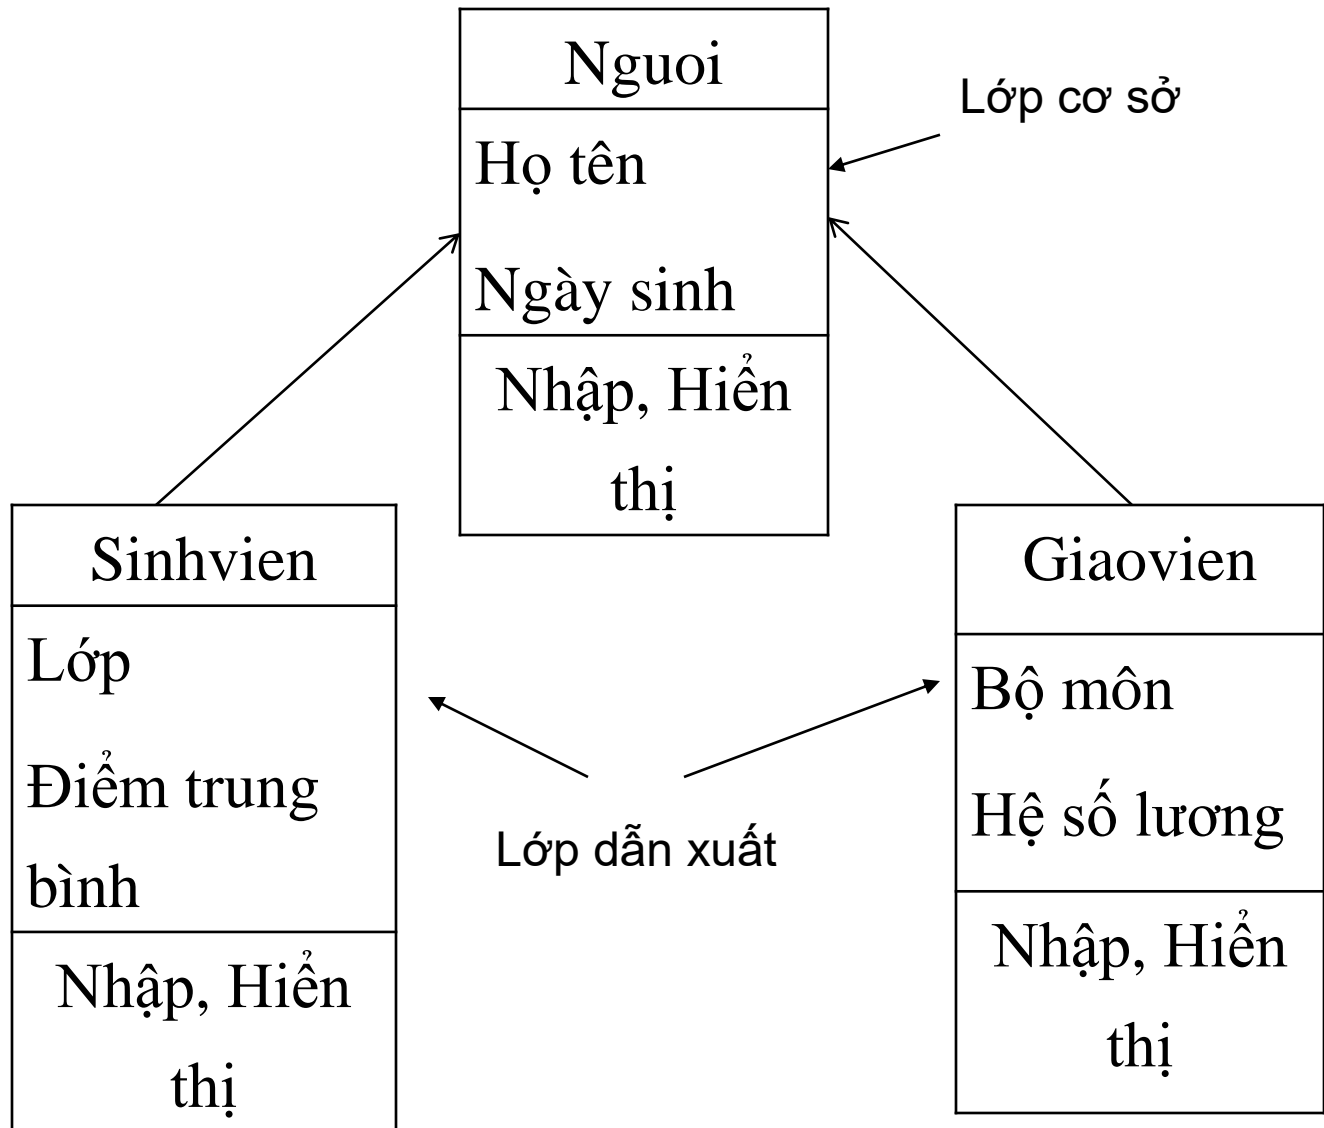 Nguoi
Lớp cơ sở
Họ tên
Ngày sinh
Nhập, Hiển
thị
Sinhvien
Lớp
Điểm trung
bình
Nhập, Hiển
thị
Lớp dẫn xuất
Giaovien
Bộ môn
Hệ số lương
Nhập, Hiển
thị